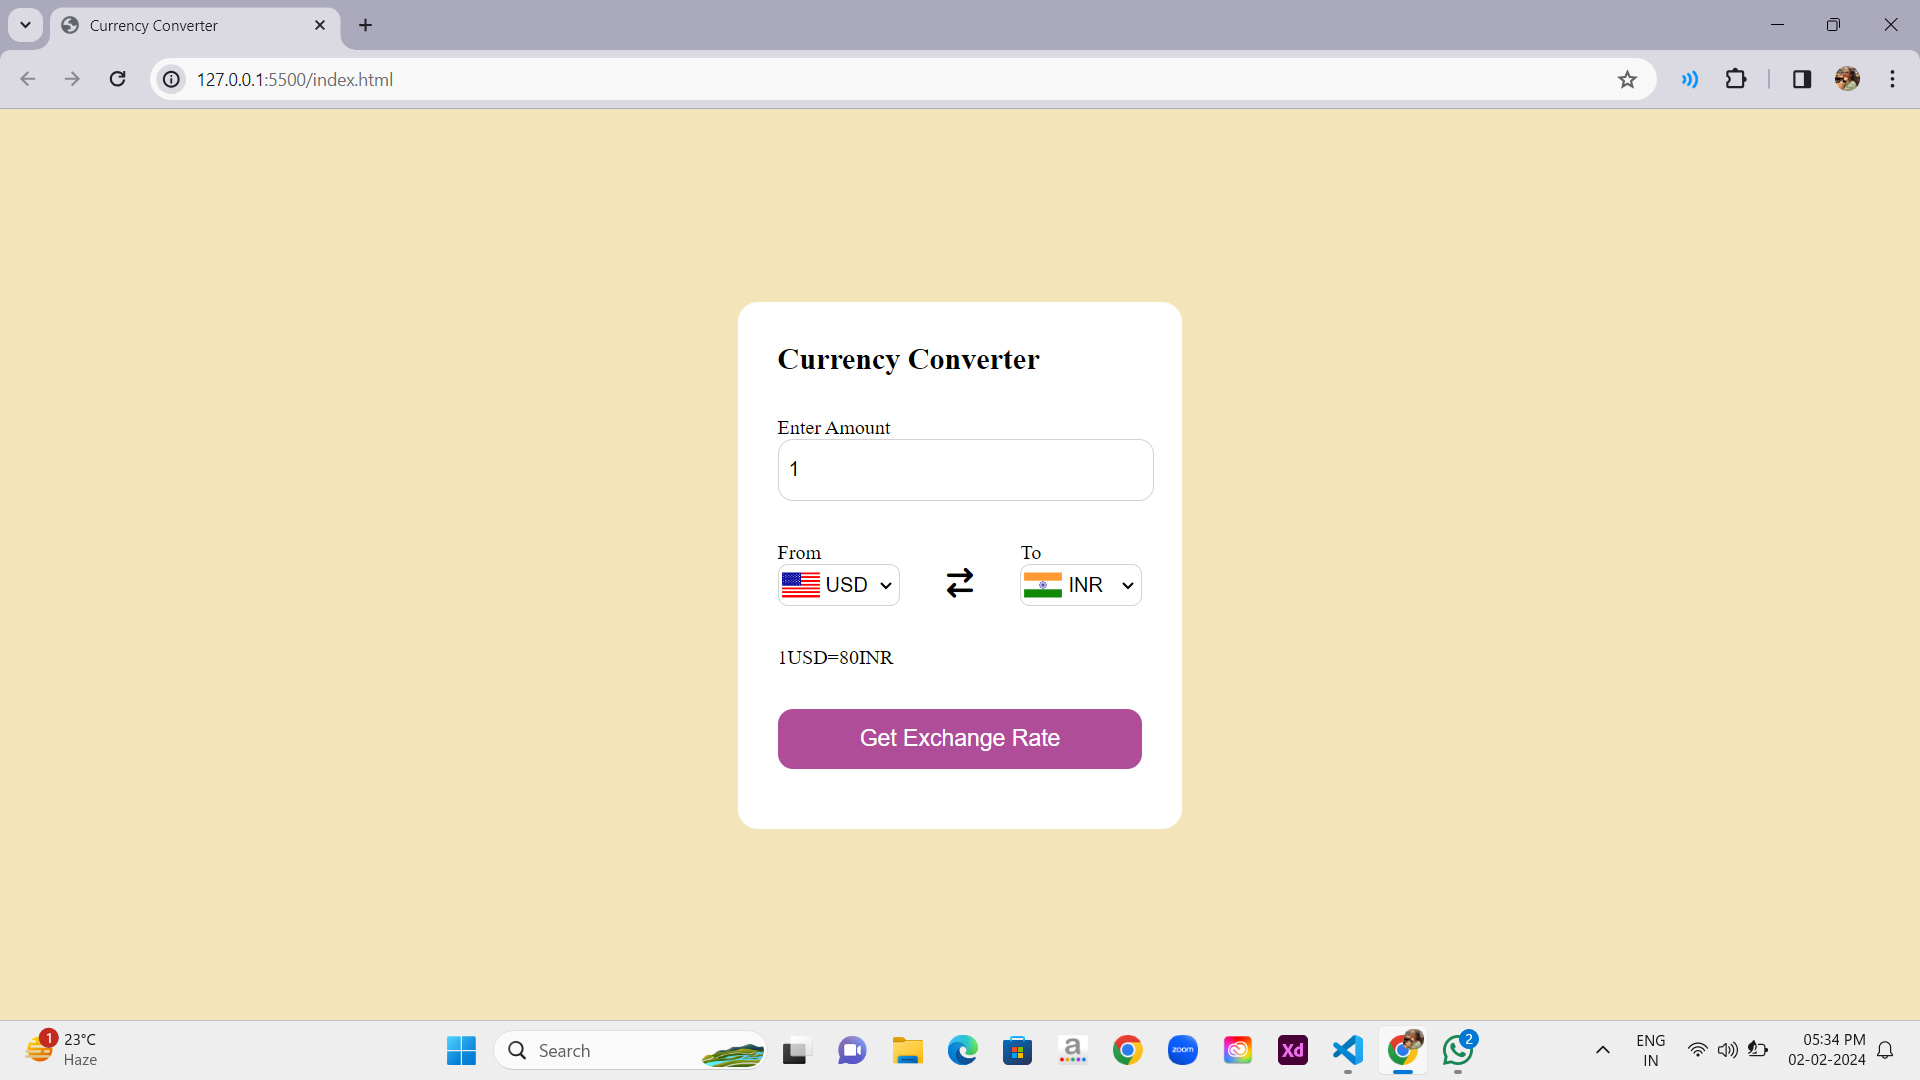 Currency Converter
127.0.0.1:5500/index.html
Currency Converter
Enter Amount
1
From
To
USD
INR
1USD=80INR
Get Exchange Rate
1
23°C
Haze
Search
a
zoom
Xd
2
ENG
IN
05:34 PM
02-02-2024